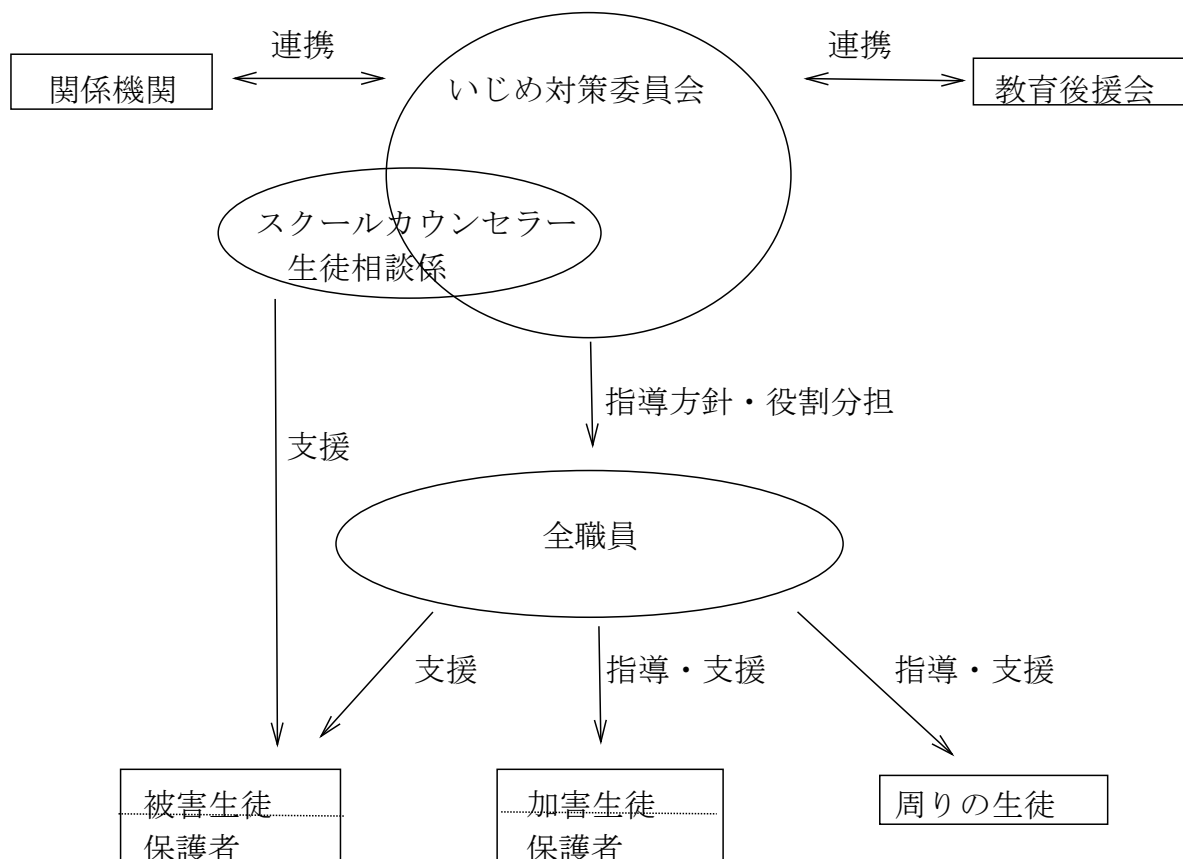 連携
連携
関係機関
いじめ対策委員会
教育後援会
スクールカウンセラー
生徒相談係
指導方針・役割分担
支援
全職員
支援
指導・支援
指導・支援
被害生徒
保護者
加害生徒
保護者
周りの生徒